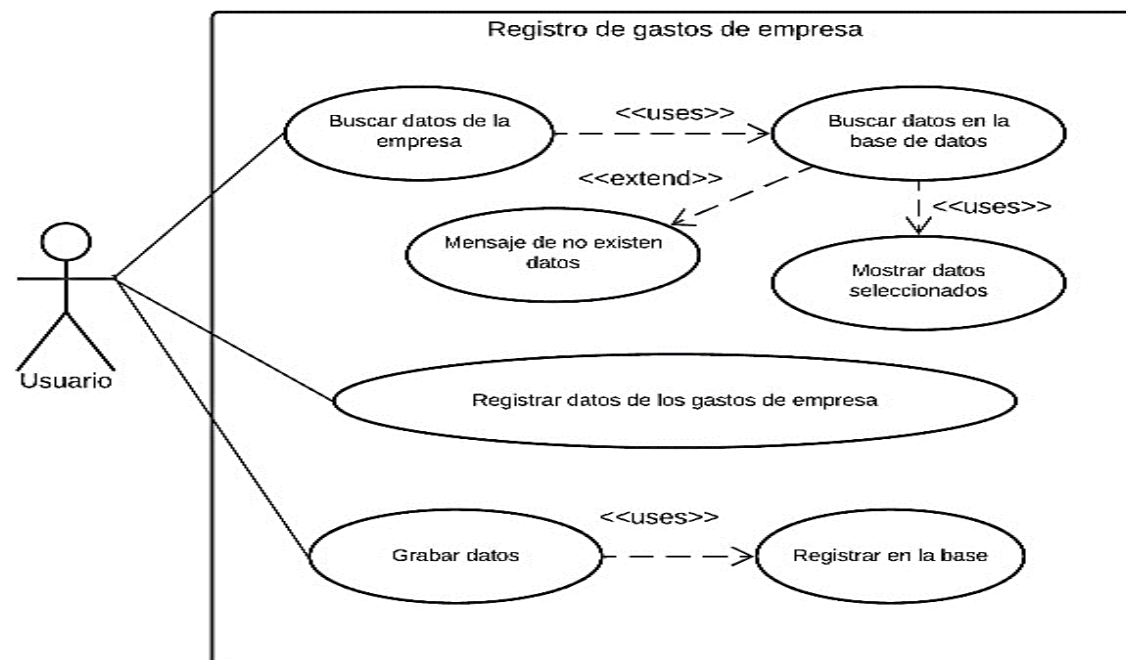 Registro de gastos de empresa
Buscar datos de la
empresa
<<uses>>
Buscar datos en la
base de datos
<<extend>>
<<uses>>
Mensaje de no existen
datos
Mostrar datos
seleccionados
Usuario
Registrar datos de los gastos de empresa
<<uses>>
Grabar datos
Registrar en la base